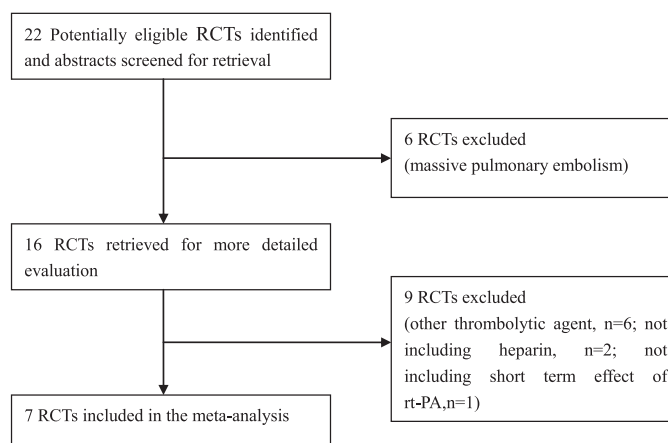 22 Potentially eligible RCTs identified
and abstracts screened for retrieval
6 RCTs excluded
(massive pulmonary embolism)
16 RCTs retrieved for more detailed
evaluation
9 RCTs excluded
(other thrombolytic agent, n=6; not
including heparin, n=2; not
including short term effect of
rt-PA,n=1)
7 RCTs included in the meta-analysis